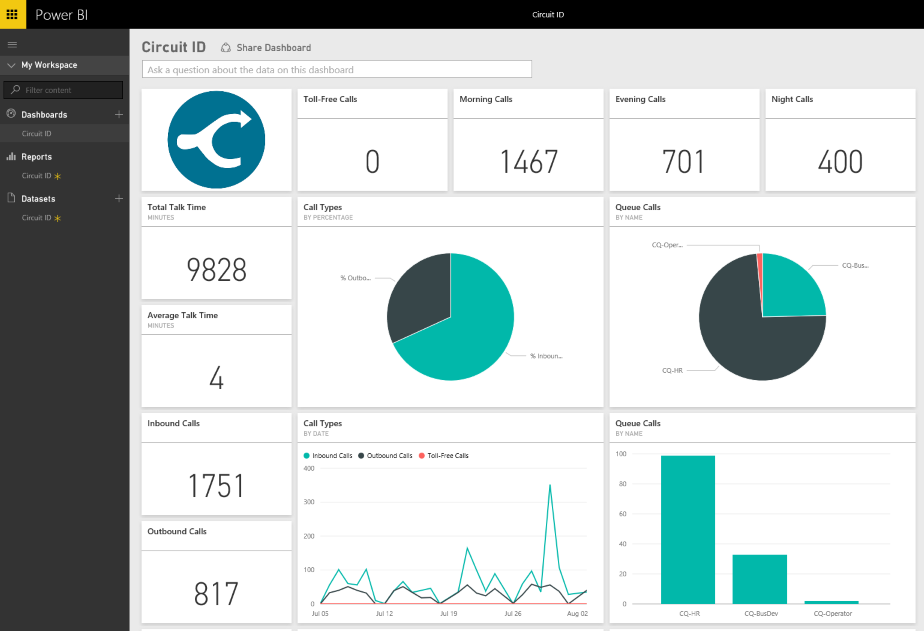 Power BI
Circuit ID
My Workspace
Filter content
Dashboards
Circuit ID
Reports
Circuit ID
Datasets
Circuit ID
Circuit ID
Share Dashboard
Ask a question about the data on this dashboard
Toll-Free Calls
0
Morning Calls
1467
Evening Calls
701
Night Calls
400
Total Talk Time
MINUTES
9828
Average Talk Time
MINUTES
4
Call Types
BY PERCENTAGE
% Outbo...
% Inboun...
Queue Calls
BY NAME
CQ-Oper...
CQ-Bus...
CQ-HR
Inbound Calls
1751
Outbound Calls
817
Call Types
BY DATE
Inbound Calls Outbound Calls Toll-Free Calls
400
300
200
100
0
Jul 05 Jul 12 Jul 19 Jul 26 Aug 02
Queue Calls
BY NAME
100
80
60
40
20
0
CQ-HR CQ-BusDev CQ-Operator